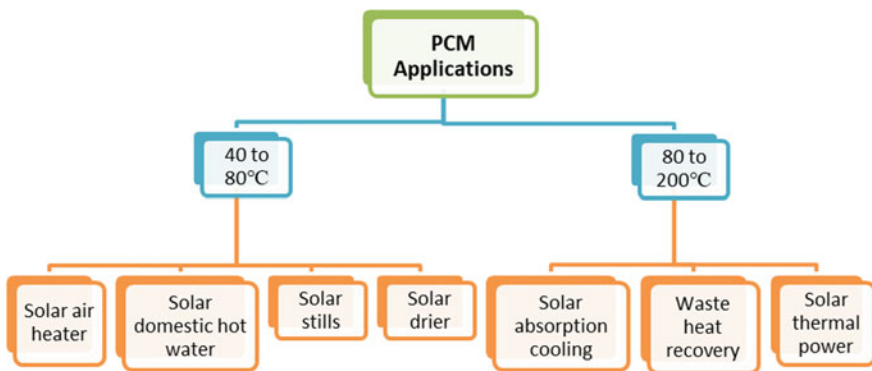 PCM
Applications
40 to
80°C
80 to
200°C
Solar air
heater
Solar
domestic hot
water
Solar
stills
Solar
drier
Solar
absorption
cooling
Waste
heat
recovery
Solar
thermal
power